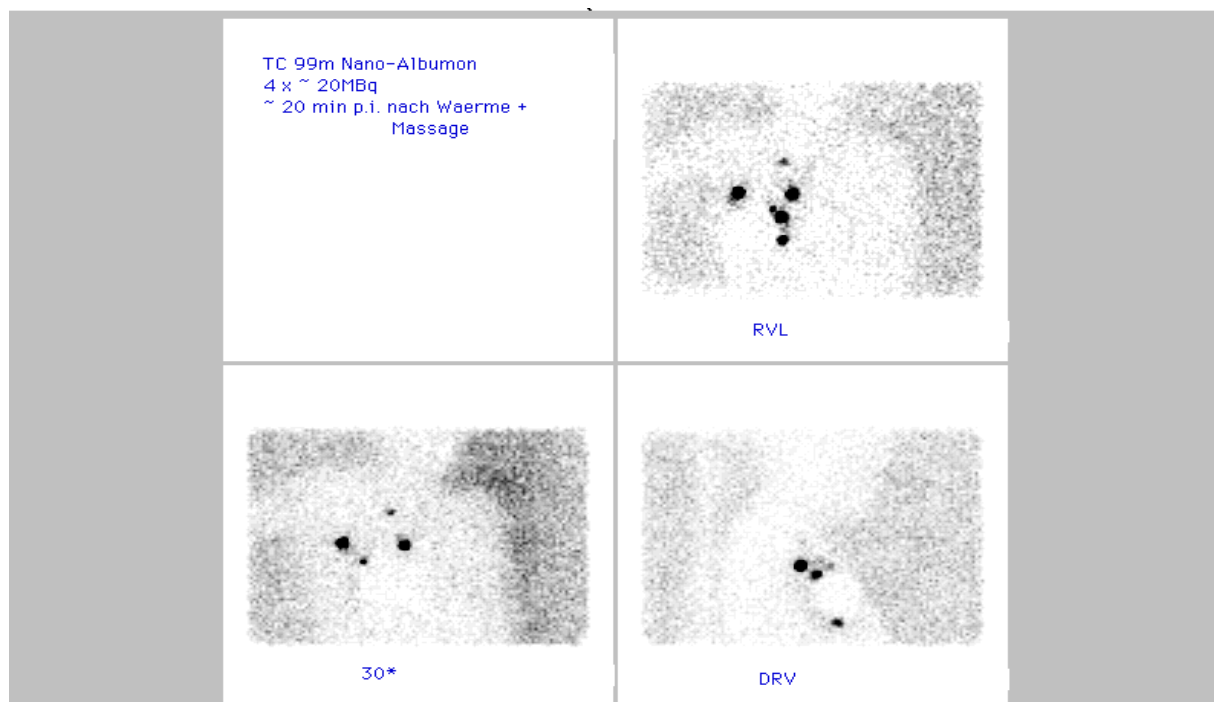 TC 99m Nano-Albumon
4 x ~ 20MBq
~ 20 min p.i. nach Waerme +
Massage
RVL
30*
DRV